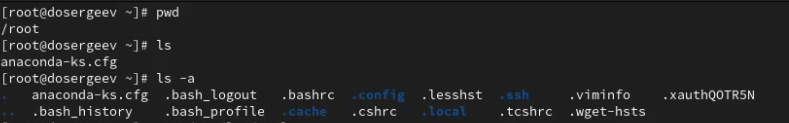 [root@dosergeev ~]# pwd
/root
[root@dosergeev ~]# ls
anaconda-ks.cfg
[root@dosergeev ~]# ls -a
.   anaconda-ks.cfg  .bash_logout   .bashrc  .config  .lesshst  .ssh     .viminfo    .xauthQOTR5N
..  .bash_history    .bash_profile  .cache   .cshrc   .local    .tcshrc  .wget-hsts